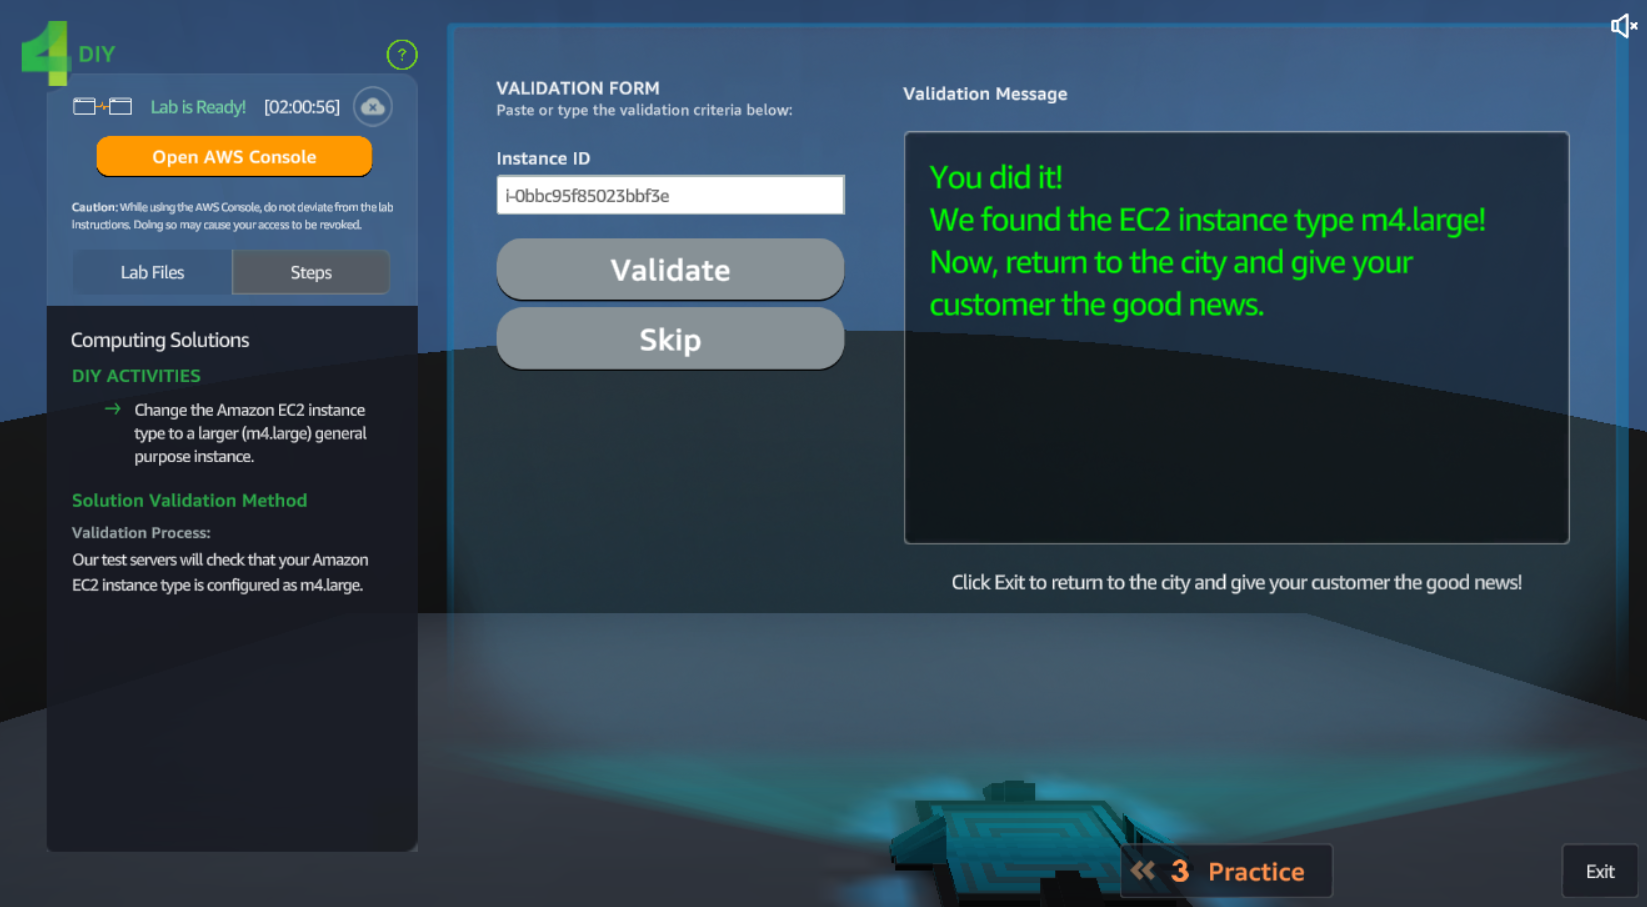 4 DIY
?
Lab is Ready! [02:00:56]
Open AWS Console
Caution: While using the AWS Console, do not deviate from the lab
Instructions. Doing so may cause your access to be revoked.
Lab Files
Steps
Computing Solutions
DIY ACTIVITIES
→ Change the Amazon EC2 instance
type to a larger (m4.large) general
purpose instance.
Solution Validation Method
Validation Process:
Our test servers will check that your Amazon
EC2 instance type is configured as m4.large.
VALIDATION FORM
Paste or type the validation criteria below:
Instance ID
i-0bbc95f85023bbf3e
Validate
Skip
Validation Message
You did it!
We found the EC2 instance type m4.large!
Now, return to the city and give your
customer the good news.
Click Exit to return to the city and give your customer the good news!
3 Practice
Exit